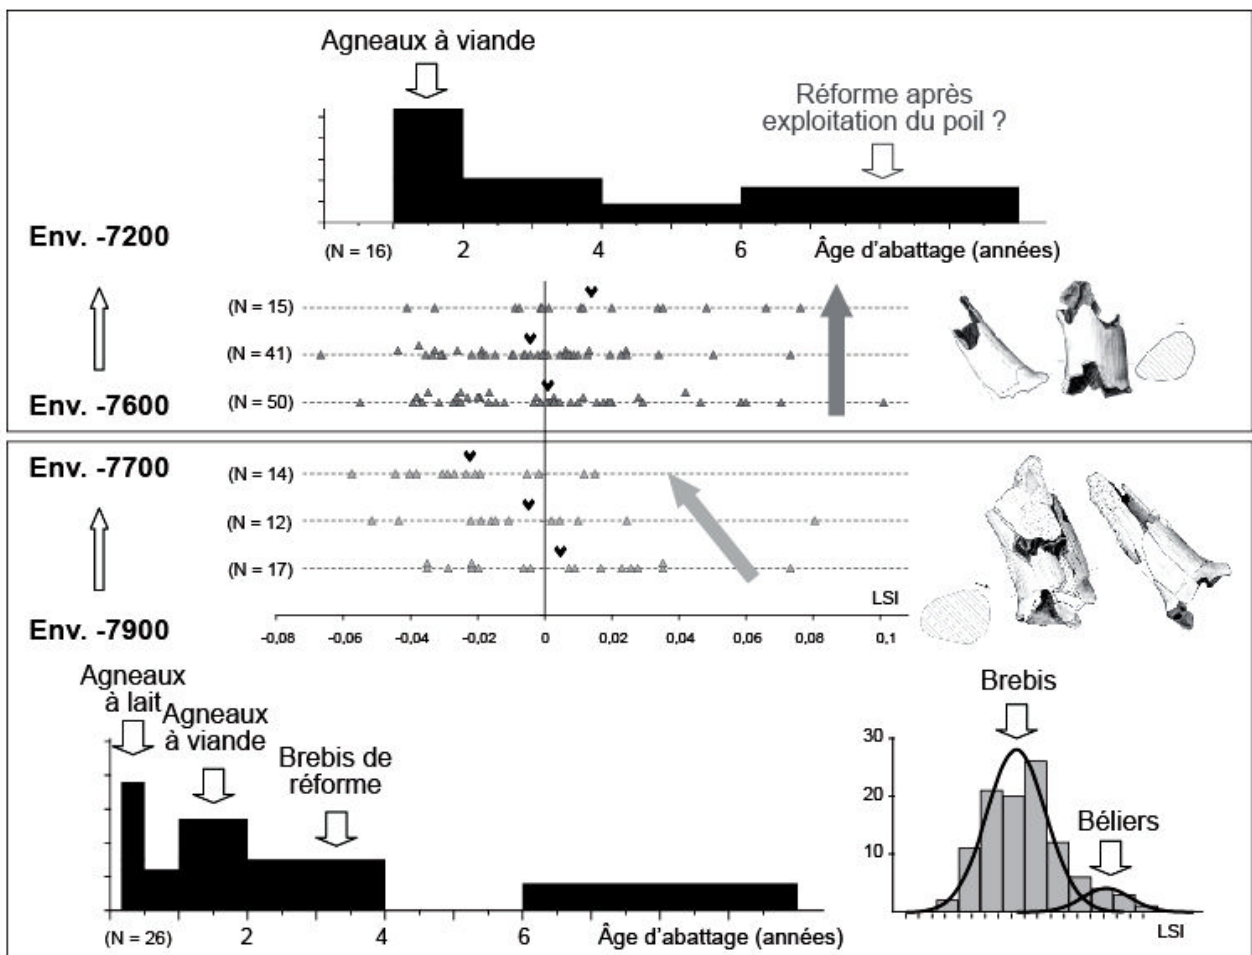 Agneaux à viande
Réforme après
exploitation du poil ?
Env. -7200
(N = 16)
2
4
6
Âge d'abattage (années)
(N = 15)
(N = 41)
Env. -7600
(N = 50)
Env. -7700
(N = 14)
(N = 12)
(N = 17)
LSI
Env. -7900
-0,08
-0,06
-0,04
-0,02
0
0,02
0,04
0,06
0,08
0,1
Agneaux
à lait
Agneaux
à viande
Brebis de
réforme
(N = 26)
2
4
6
Âge d'abattage (années)
Brebis
30
20
10
Béliers
LSI